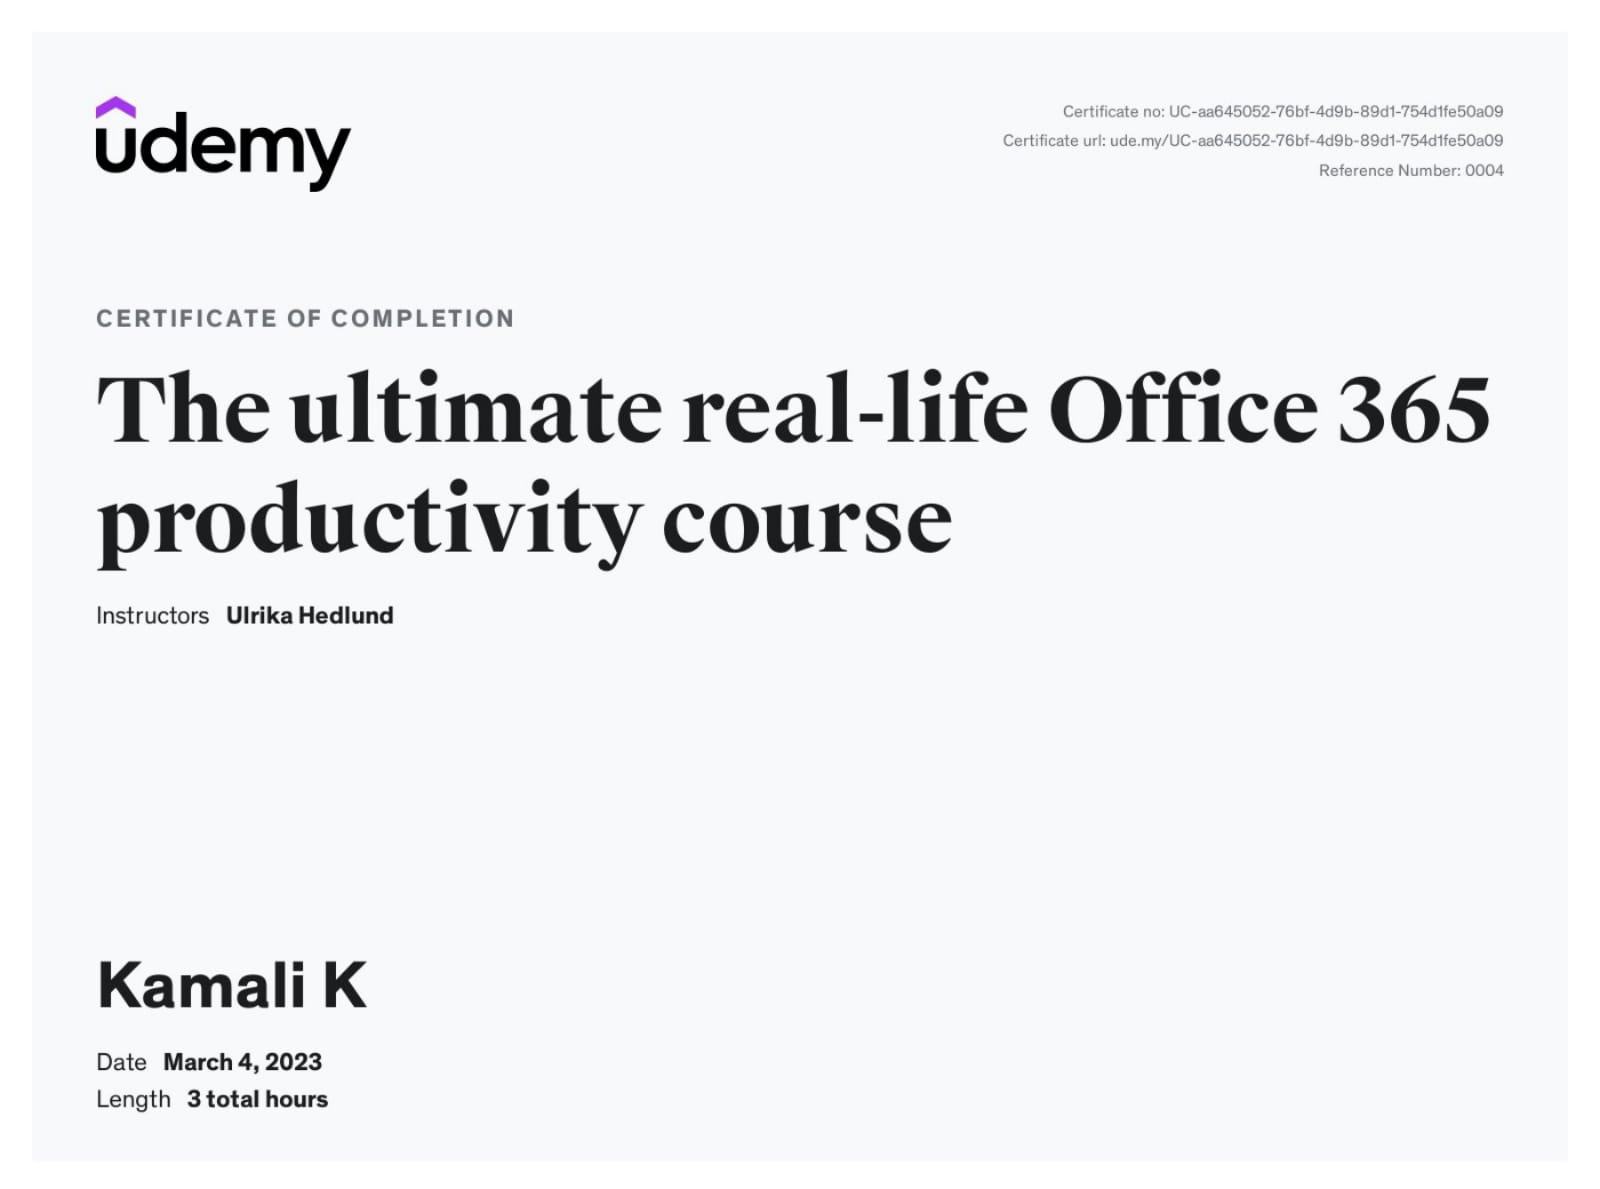 udemy
Certificate no: UC-aa645052-76bf-4d9b-89d1-754d1fe50a09
Certificate url: ude.my/UC-aa645052-76bf-4d9b-89d1-754d1fe50a09
Reference Number: 0004
CERTIFICATE OF COMPLETION
The ultimate real-life Office 365
productivity course
Instructors Ulrika Hedlund
Kamali K
Date March 4, 2023
Length 3 total hours